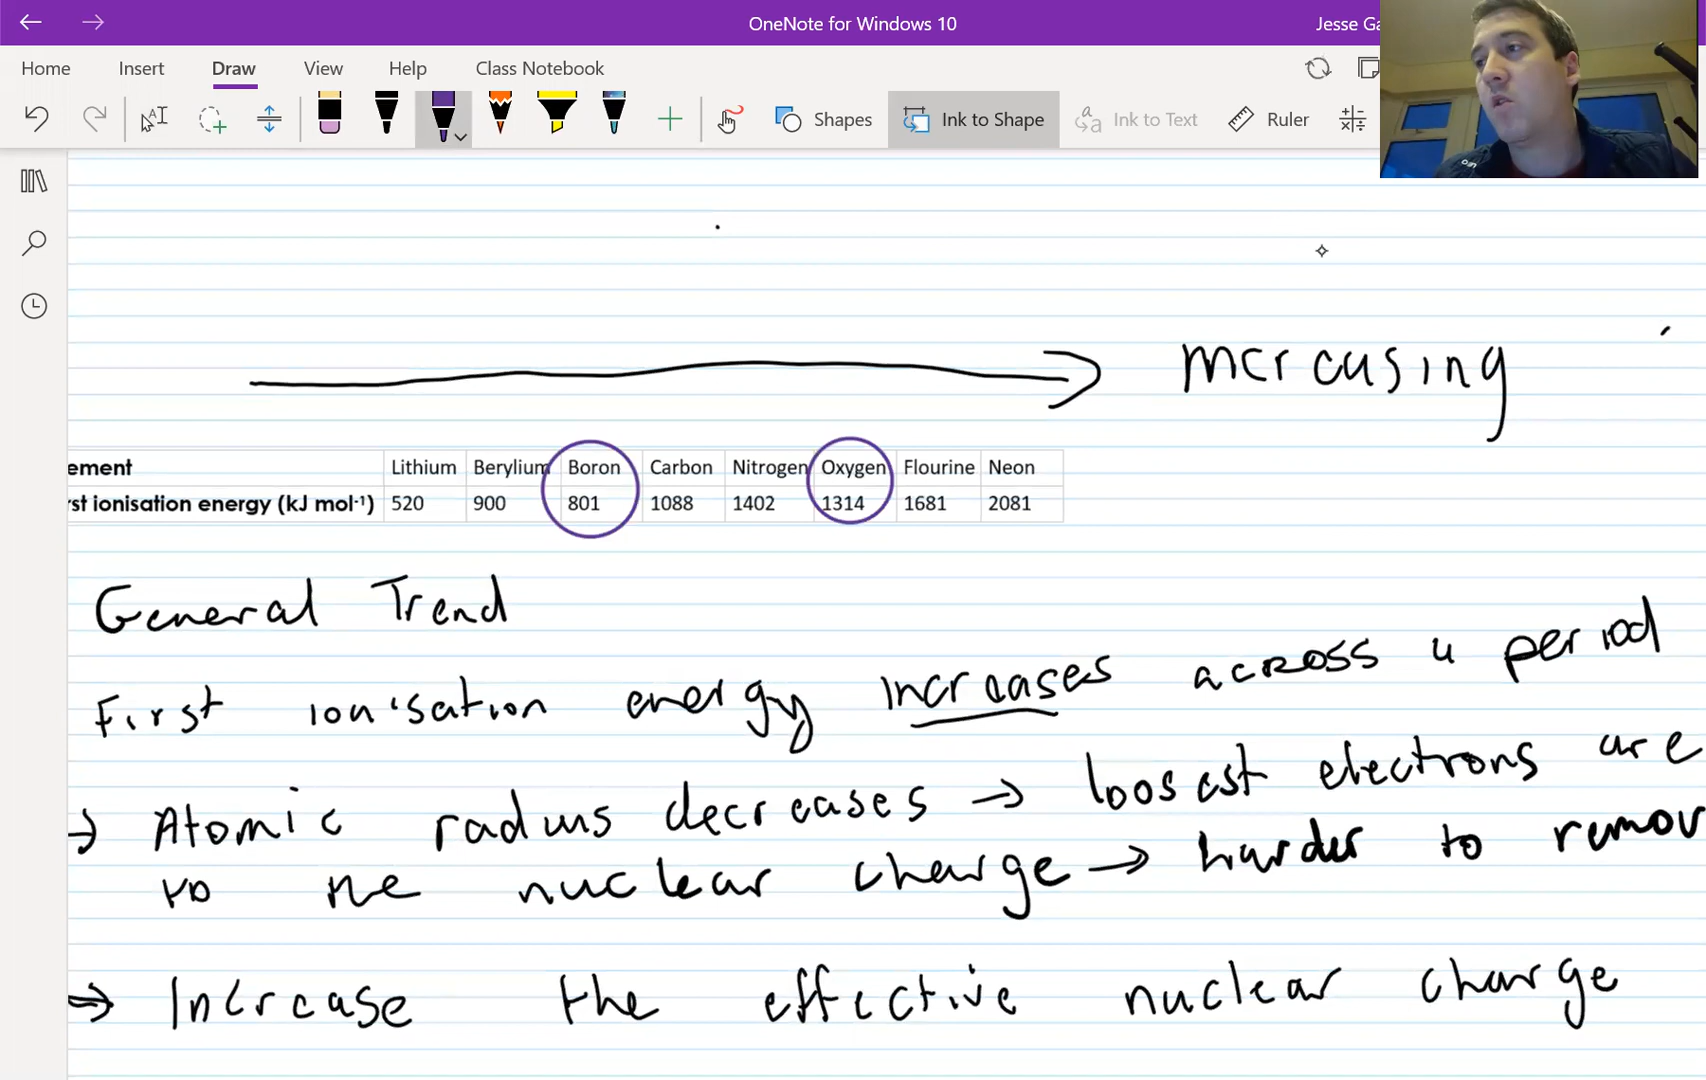 OneNote for Windows 10
Jesse Ga
Home Insert Draw View Help Class Notebook
Shapes Ink to Shape Ink to Text Ruler
increasing
ement Lithium Berylium Boron Carbon Nitrogen Oxygen Flourine Neon
rst ionisation energy (kJ mol-1) 520 900 801 1088 1402 1314 1681 2081
General Trend
First ionisation energy increases across a period
→ Atomic radius decreases → loosest electrons are
to the nuclear charge → harder to remov
⇒ Increase the effective nuclear charge